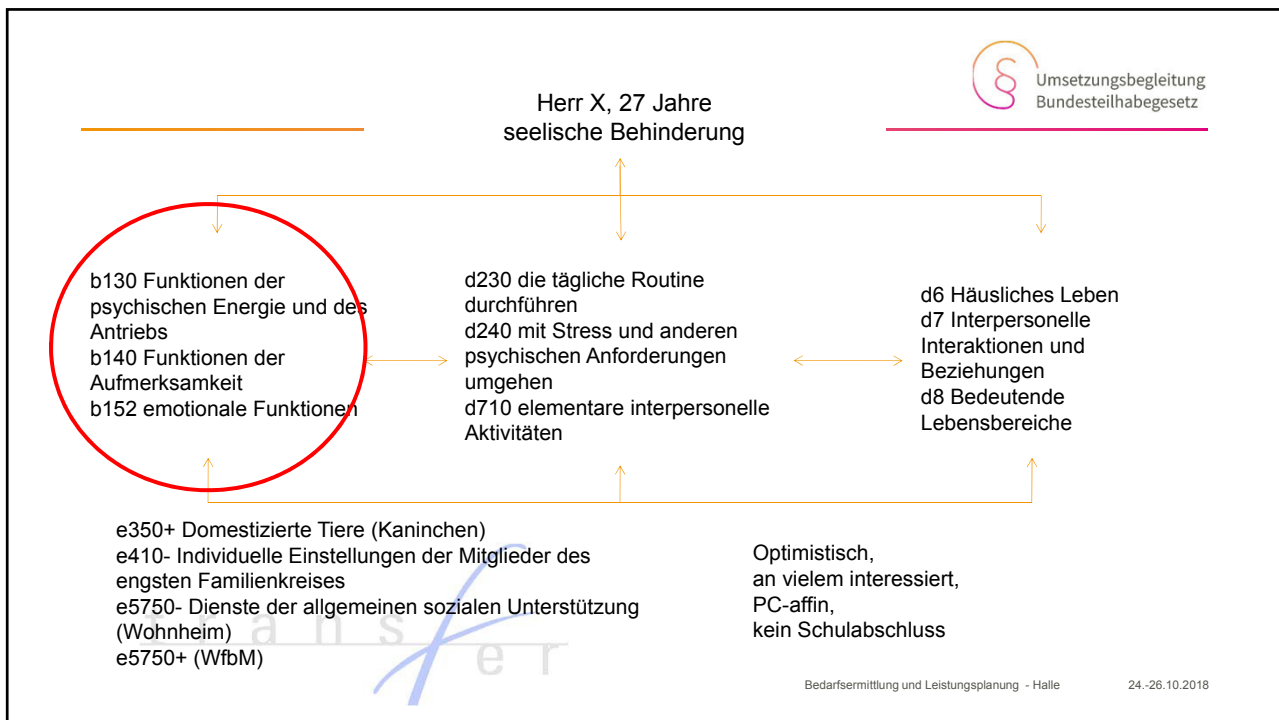 Umsetzungsbegleitung
Bundesteilhabegesetz
Herr X, 27 Jahre
seelische Behinderung
b130 Funktionen der
psychischen Energie und des
Antriebs
b140 Funktionen der
Aufmerksamkeit
b152 emotionale Funktionen
d230 die tägliche Routine
durchführen
d240 mit Stress und anderen
psychischen Anforderungen
umgehen
d710 elementare interpersonelle
Aktivitäten
d6 Häusliches Leben
d7 Interpersonelle
Interaktionen und
Beziehungen
d8 Bedeutende
Lebensbereiche
e350+ Domestizierte Tiere (Kaninchen)
e410- Individuelle Einstellungen der Mitglieder des
engsten Familienkreises
e5750- Dienste der allgemeinen sozialen Unterstützung
(Wohnheim)
e5750+ (WfbM)
Optimistisch,
an vielem interessiert,
PC-affin,
kein Schulabschluss
transfer
Bedarfsermittlung und Leistungsplanung - Halle 24.-26.10.2018